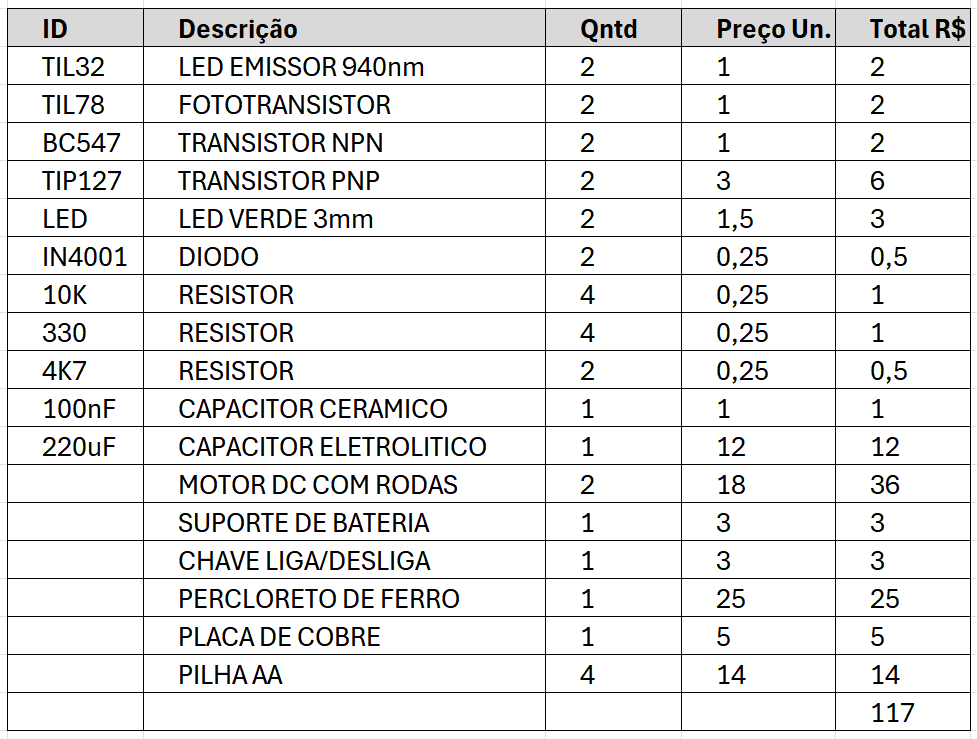 ID Descrição Qntd Preço Un. Total R$
TIL32 LED EMISSOR 940nm 2 1 2
TIL78 FOTOTRANSISTOR 2 1 2
BC547 TRANSISTOR NPN 2 1 2
TIP127 TRANSISTOR PNP 2 3 6
LED LED VERDE 3mm 2 1,5 3
IN4001 DIODO 2 0,25 0,5
10K RESISTOR 4 0,25 1
330 RESISTOR 4 0,25 1
4K7 RESISTOR 2 0,25 0,5
100nF CAPACITOR CERAMICO 1 1 1
220uF CAPACITOR ELETROLITICO 1 12 12
MOTOR DC COM RODAS 2 18 36
SUPORTE DE BATERIA 1 3 3
CHAVE LIGA/DESLIGA 1 3 3
PERCLORETO DE FERRO 1 25 25
PLACA DE COBRE 1 5 5
PILHA AA 4 14 14
117